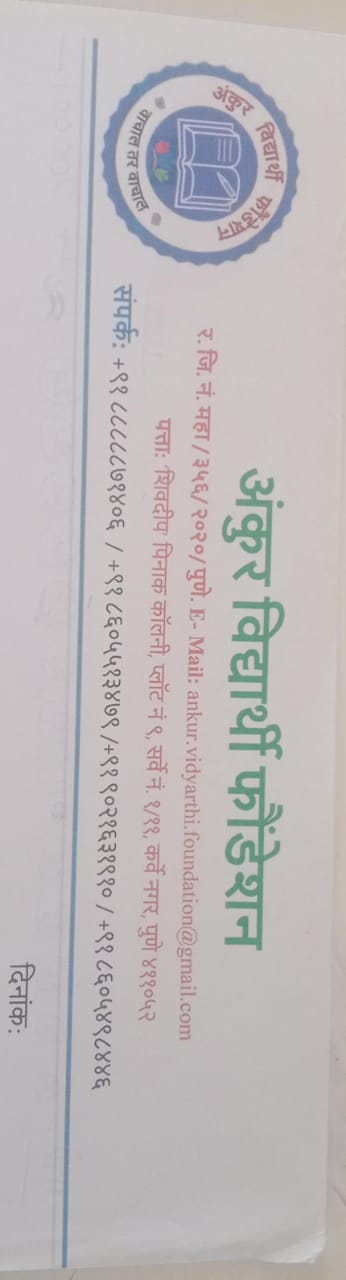 अंकुर विद्यार्थी फौंडेशन
वाचाल तर वाचाल
अंकुर विद्यार्थी फौंडेशन
र. जि. नं. महा / ३५६/ २०२०/ पुणे. E- Mail: ankur.vidyarthi.foundation@gmail.com
पत्ता: 'शिवदीप' पिनाक कॉलनी, प्लॉट नं ९, सर्वे नं. १/११, कर्वे नगर, पुणे ४११०५२
संपर्क: +९१ ८८८८८७१४०६ / +९१ ८६०५५१३४७९ /+९१ ९०२१६३१९१० / +९१ ८६०५४९८४४६
दिनांक: